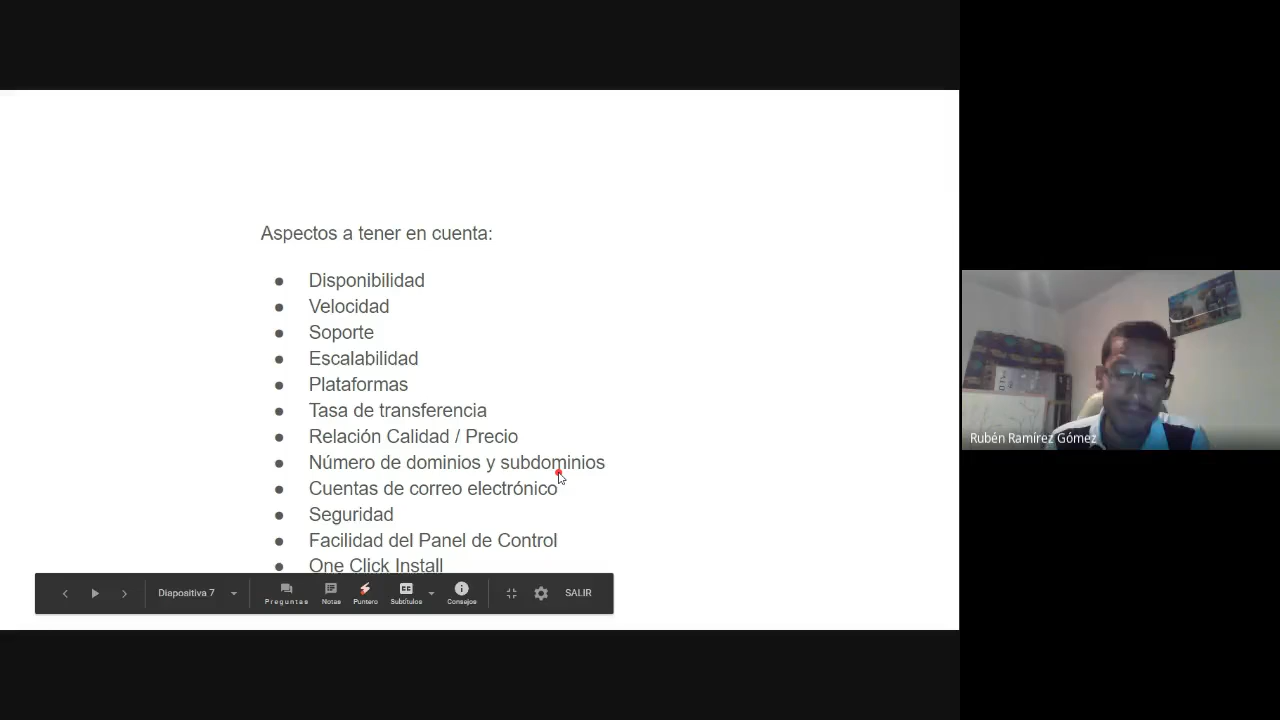 Aspectos a tener en cuenta:
● Disponibilidad
● Velocidad
● Soporte
● Escalabilidad
● Plataformas
● Tasa de transferencia
● Relación Calidad / Precio
● Número de dominios y subdominios
● Cuentas de correo electrónico
● Seguridad
● Facilidad del Panel de Control
● One Click Install
Diapositiva 7
Preguntas Notas Puntero Subtítulos Consejos
SALIR
Rubén Ramírez Gómez